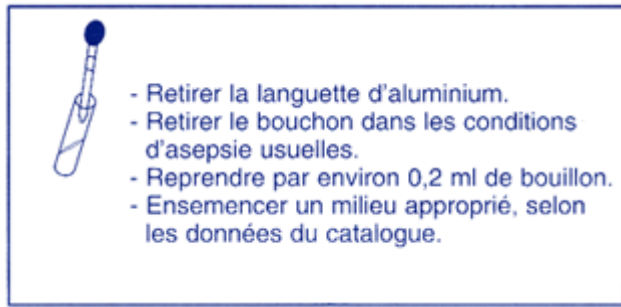 - Retirer la languette d'aluminium.
- Retirer le bouchon dans les conditions
d'asepsie usuelles.
- Reprendre par environ 0,2 ml de bouillon.
- Ensemencer un milieu approprié, selon
les données du catalogue.